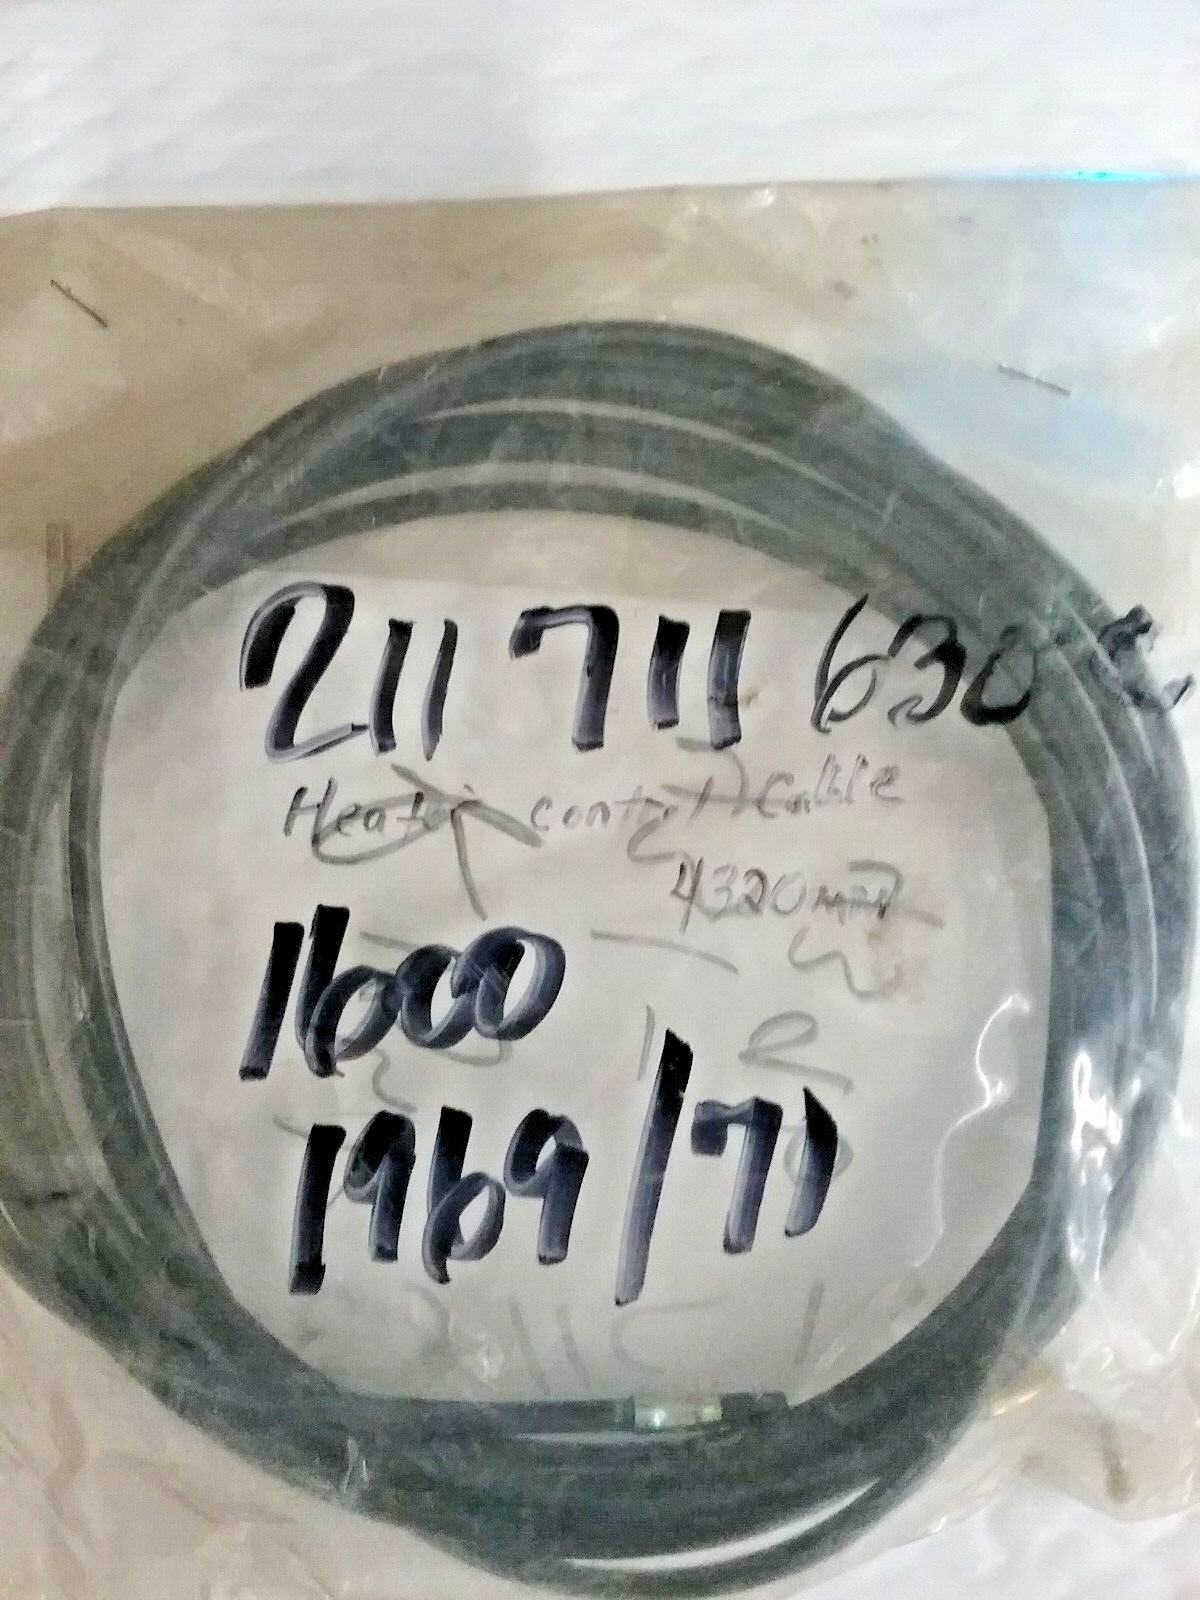 211 711 630
Heater control Cable
4320mm
1600
1969/71